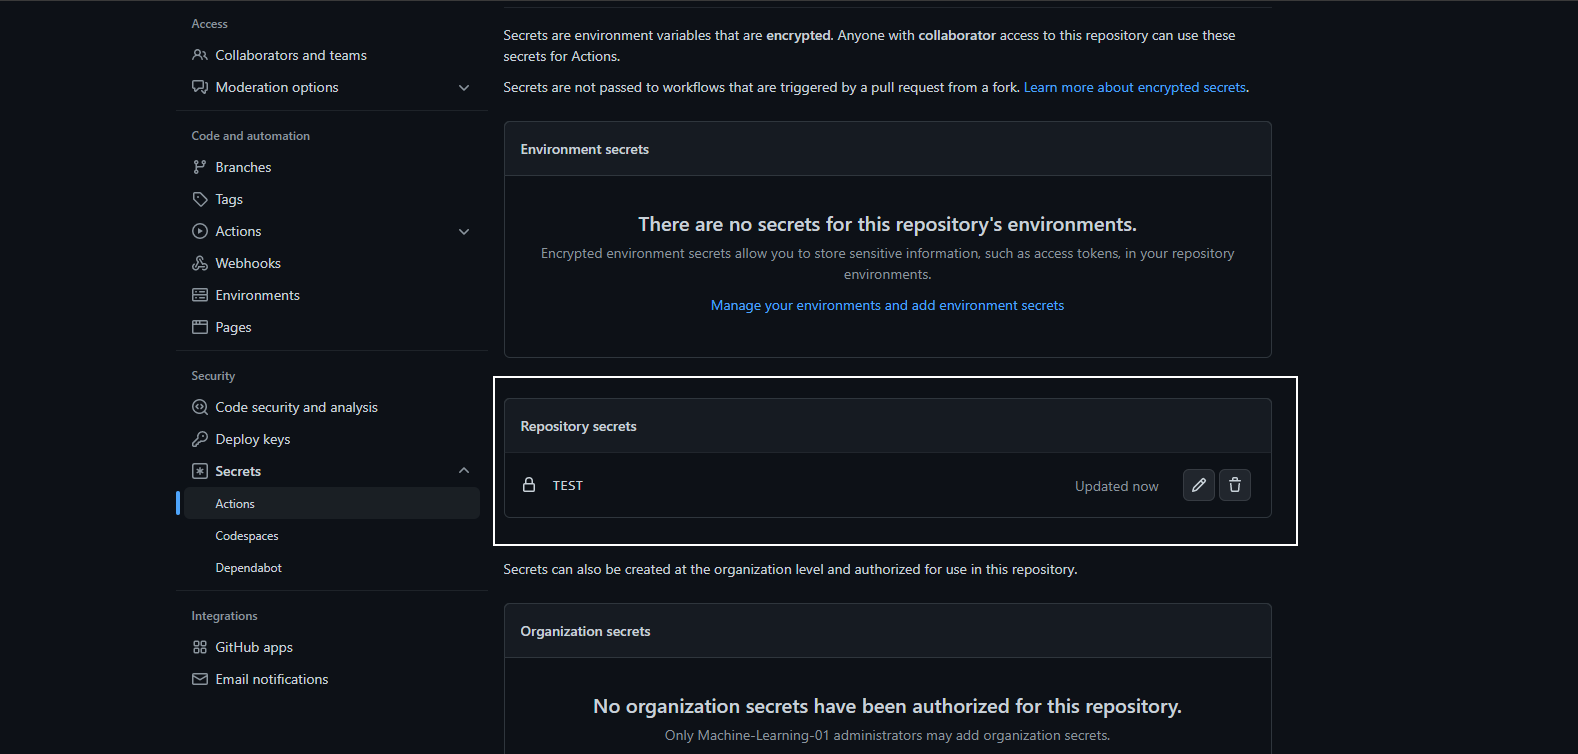 Access
Collaborators and teams
Moderation options
Code and automation
Branches
Tags
Actions
Webhooks
Environments
Pages
Security
Code security and analysis
Deploy keys
Secrets
Actions
Codespaces
Dependabot
Integrations
GitHub apps
Email notifications
Secrets are environment variables that are encrypted. Anyone with collaborator access to this repository can use these
secrets for Actions.
Secrets are not passed to workflows that are triggered by a pull request from a fork. Learn more about encrypted secrets.
Environment secrets
There are no secrets for this repository's environments.
Encrypted environment secrets allow you to store sensitive information, such as access tokens, in your repository
environments.
Manage your environments and add environment secrets
Repository secrets
TEST Updated now
Secrets can also be created at the organization level and authorized for use in this repository.
Organization secrets
No organization secrets have been authorized for this repository.
Only Machine-Learning-01 administrators may add organization secrets.